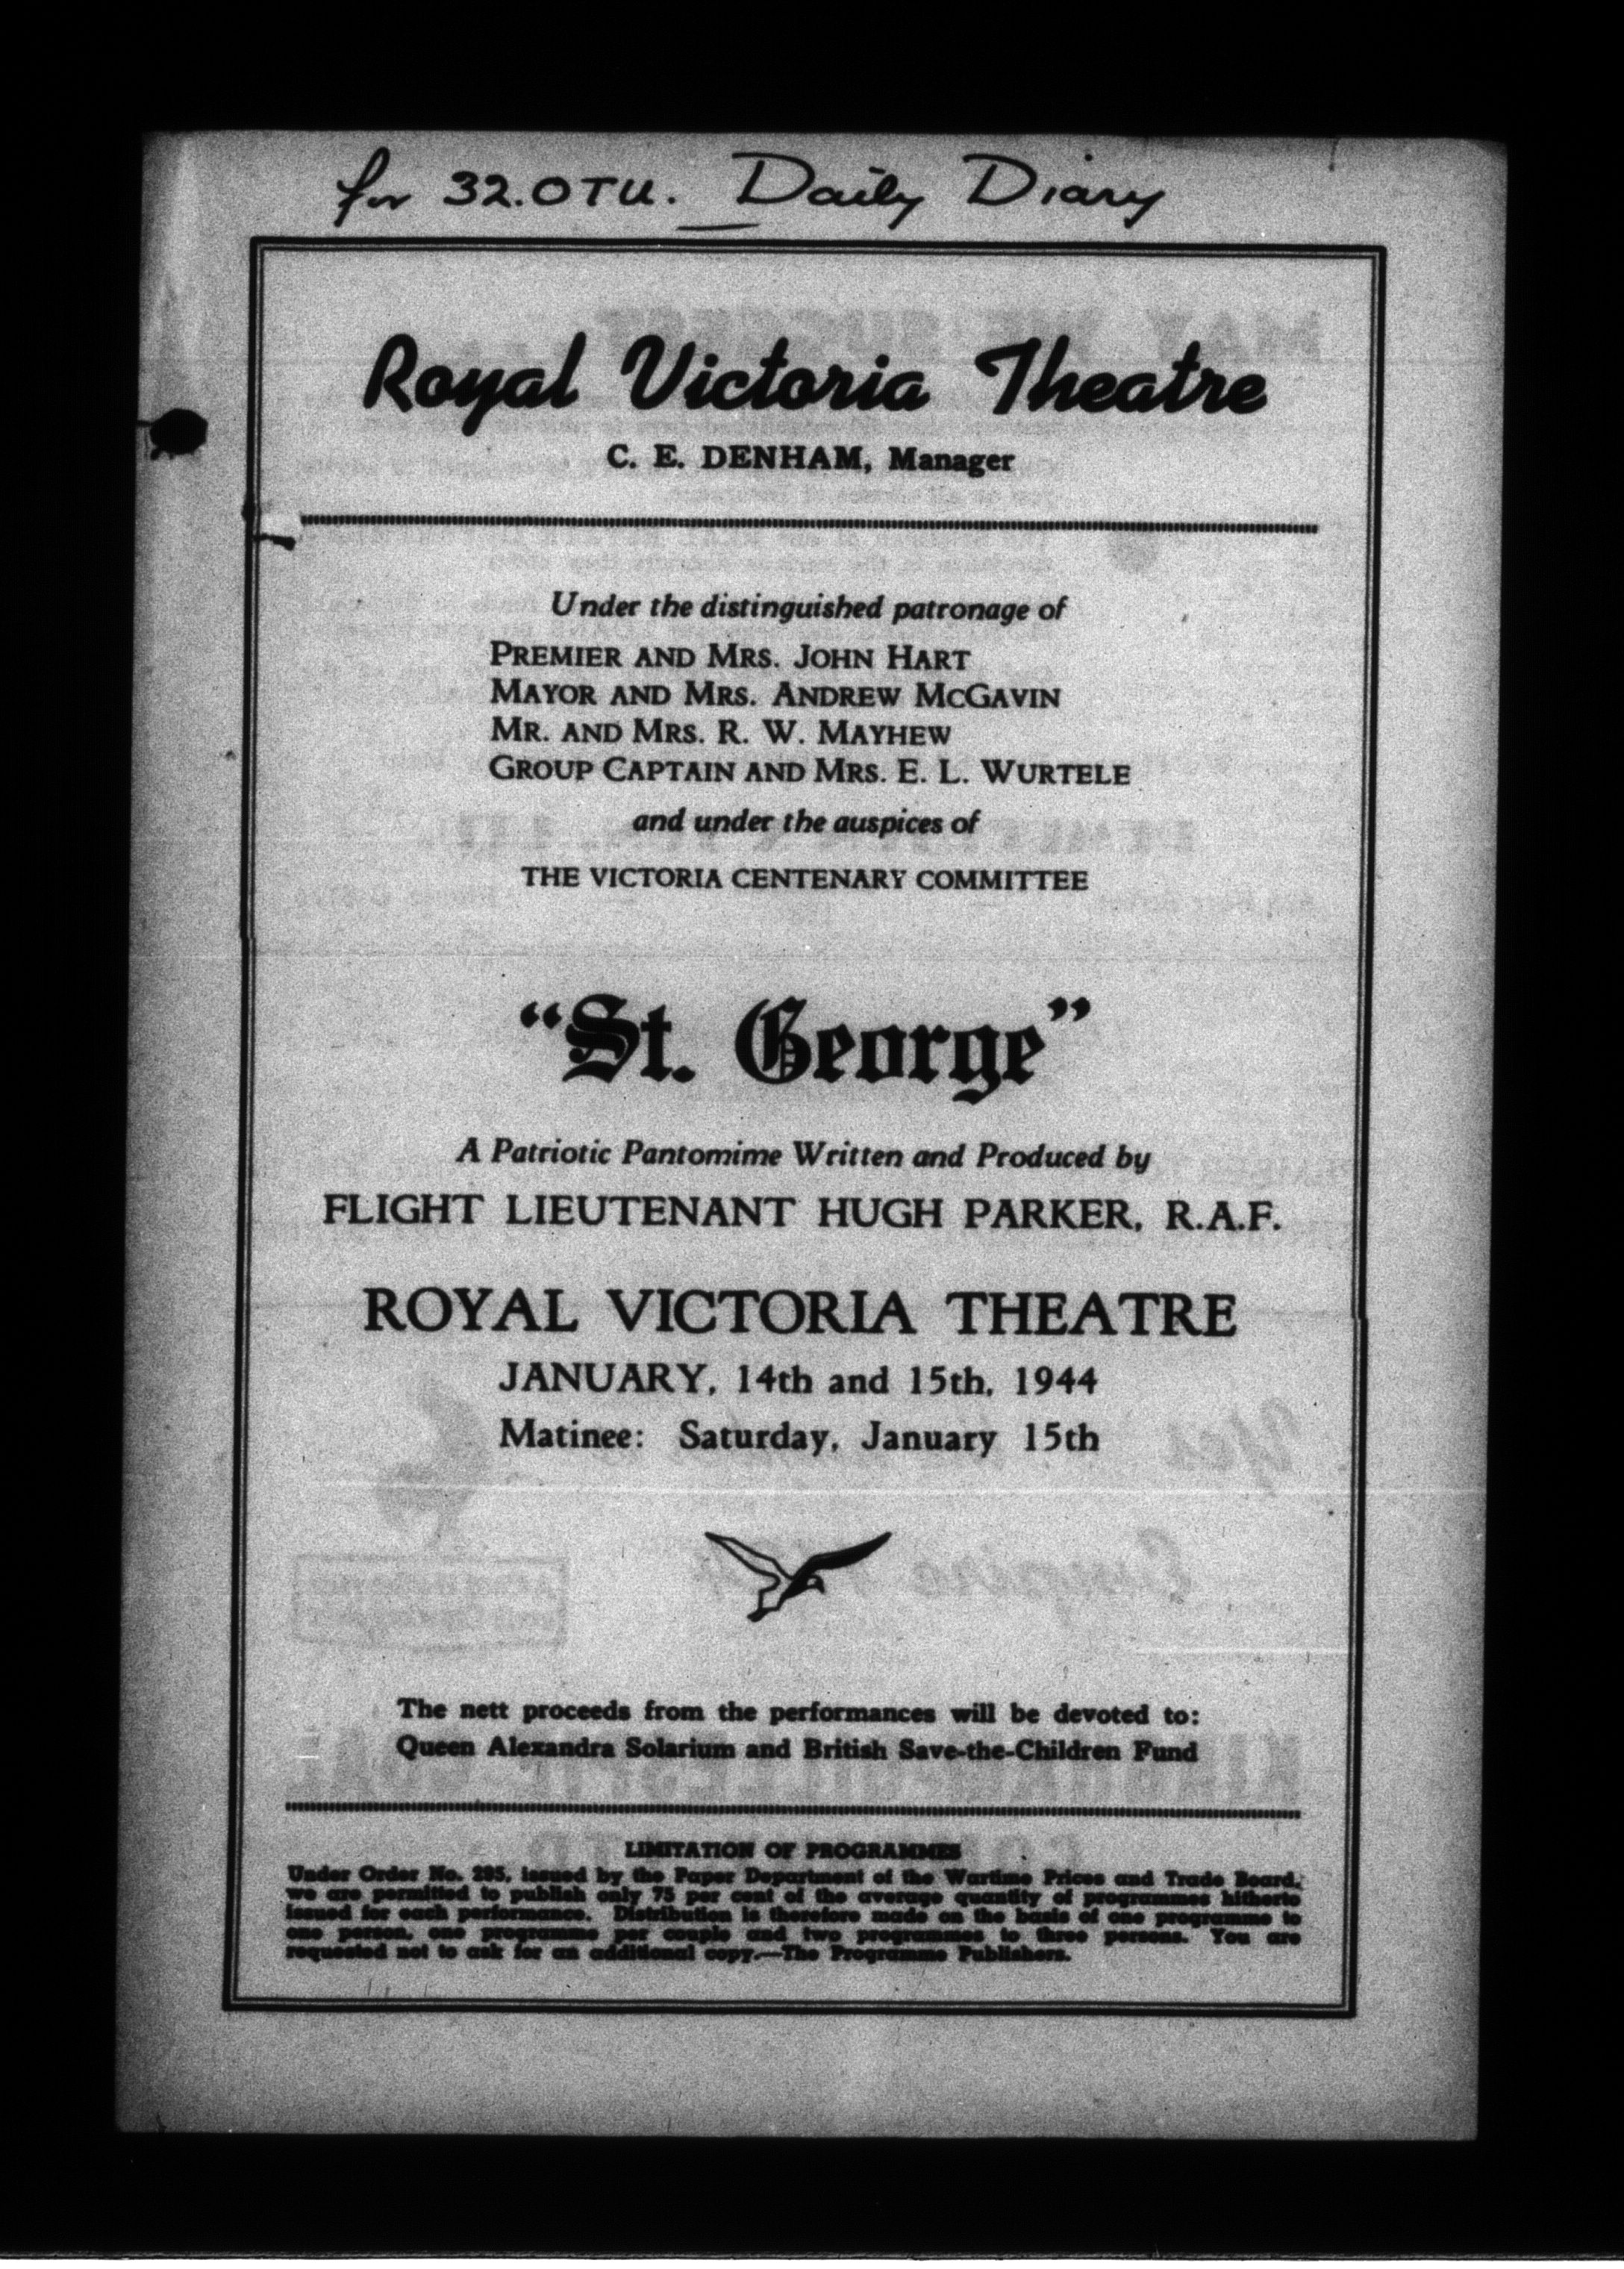 for 32. OTU. Daily Diary
Royal Victoria Theatre
C. E. DENHAM, Manager
Under the distinguished patronage of
PREMIER AND MRS. JOHN HART
MAYOR AND MRS. ANDREW MCGAVIN
MR. AND MRS. R. W. MAYHEW
GROUP CAPTAIN AND MRS. E. L. WURTELE
and under the auspices of
THE VICTORIA CENTENARY COMMITTEE
"St. George"
A Patriotic Pantomime Written and Produced by
FLIGHT LIEUTENANT HUGH PARKER, R.A.F.
ROYAL VICTORIA THEATRE
JANUARY, 14th and 15th, 1944
Matinee: Saturday, January 15th
The nett proceeds from the performances will be devoted to:
Queen Alexandra Solarium and British Save-the-Children Fund
LIMITATION OF PROGRAMMES
Under Order No. 295, issued by the Paper Department of the Wartime Prices and Trade Board,
we are permitted to publish only 75 per cent of the average quantity of programmes hitherto
issued for each performance. Distribution is therefore made on the basis of one programme to
one person, one programme per couple and two programmes to three persons. You are
requested not to ask for an additional copy.—The Programme Publishers.